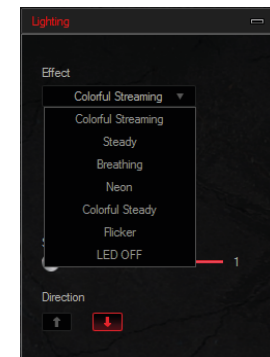 Lighting
Effect
Colorful Streaming
Colorful Streaming
Steady
Breathing
Neon
Colorful Steady
Flicker
LED OFF
1
Direction